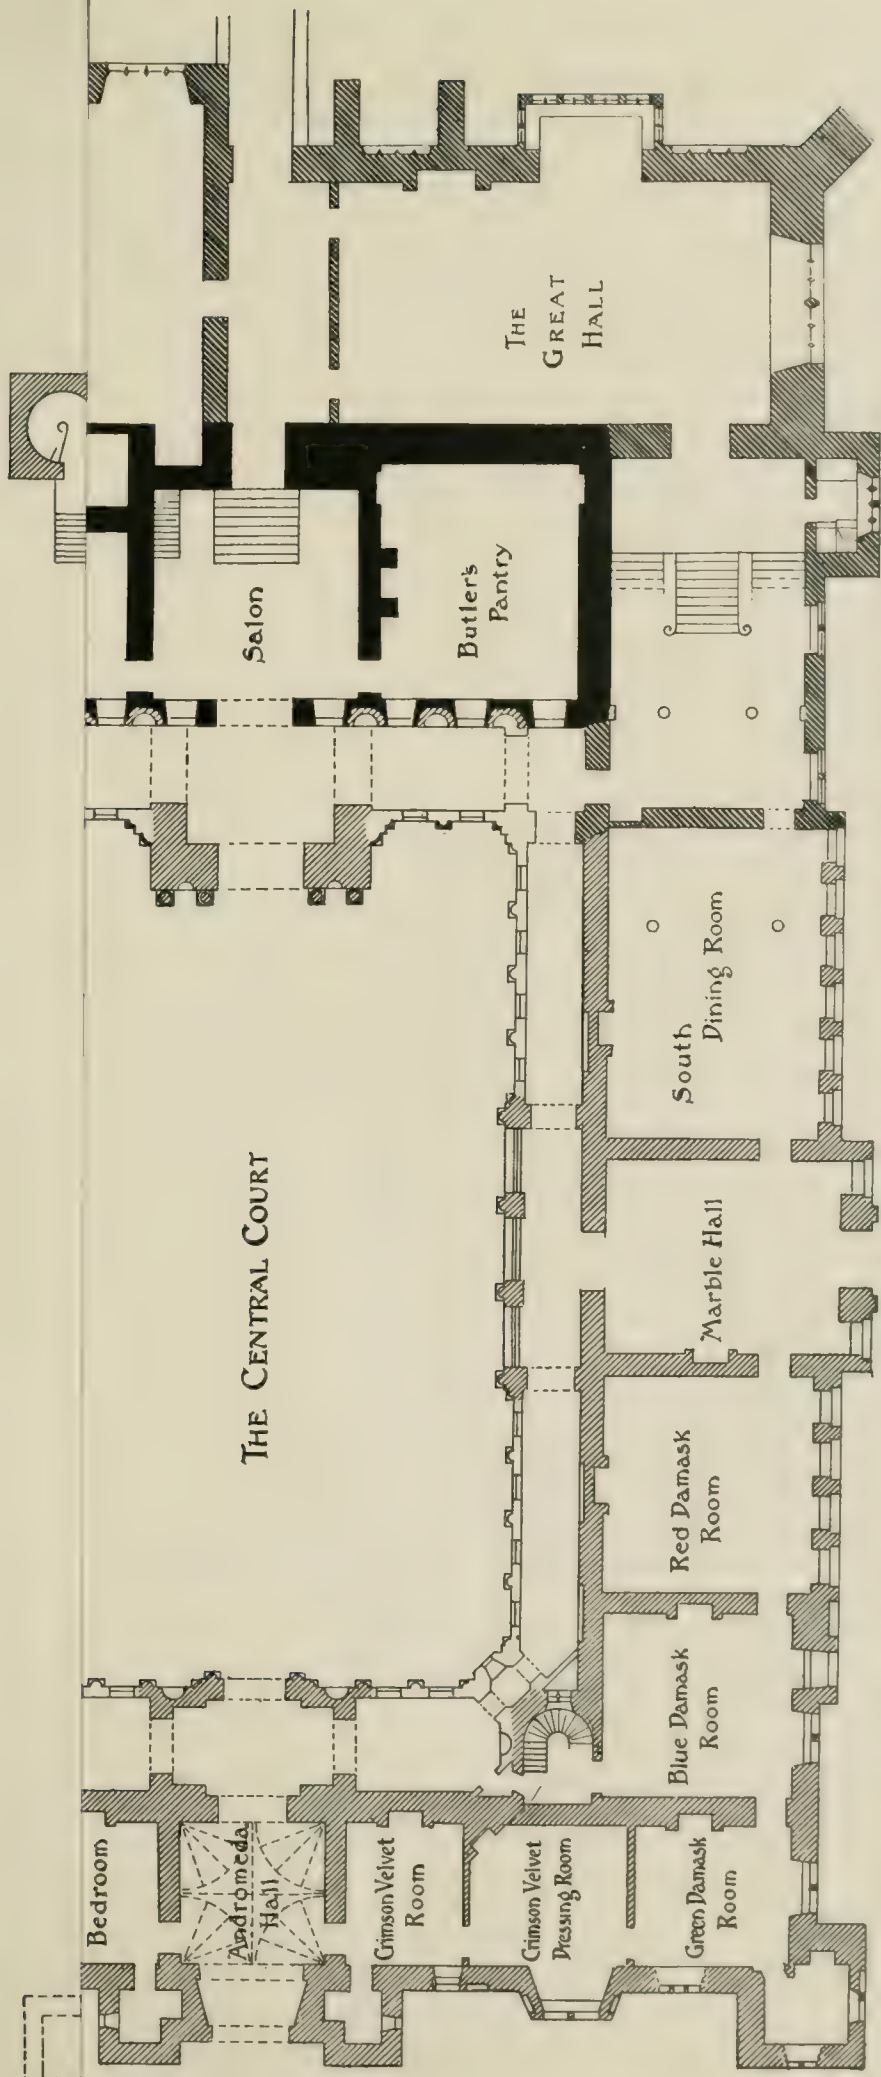 THE
GREAT
HALL
Salon
Butler's
Pantry
South
Dining Room
THE CENTRAL COURT
Marble Hall
Red Damask
Room
Blue Damask
Room
Bedroom
Andromeda
Hall
Crimson Velvet
Room
Crimson Velvet
Dressing Room
Green Damask
Room